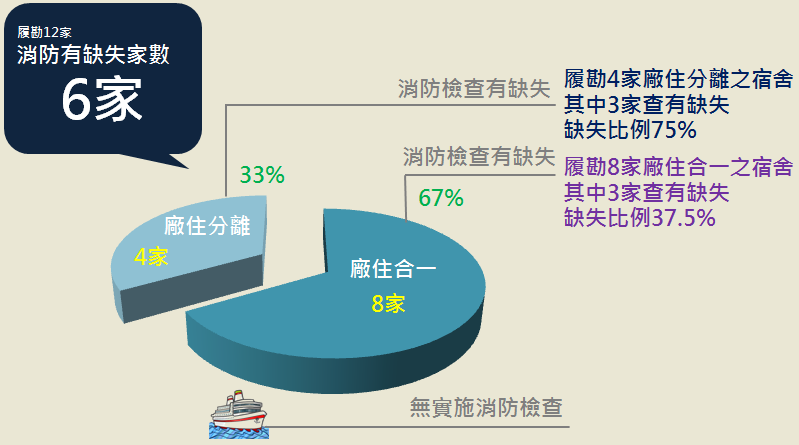 履勘12家
消防有缺失家數
6家
消防檢查有缺失
履勘4家廠住分離之宿舍
其中3家查有缺失
缺失比例75%
消防檢查有缺失
履勘8家廠住合一之宿舍
其中3家查有缺失
缺失比例37.5%
33%
67%
廠住分離
4家
廠住合一
8家
無實施消防檢查